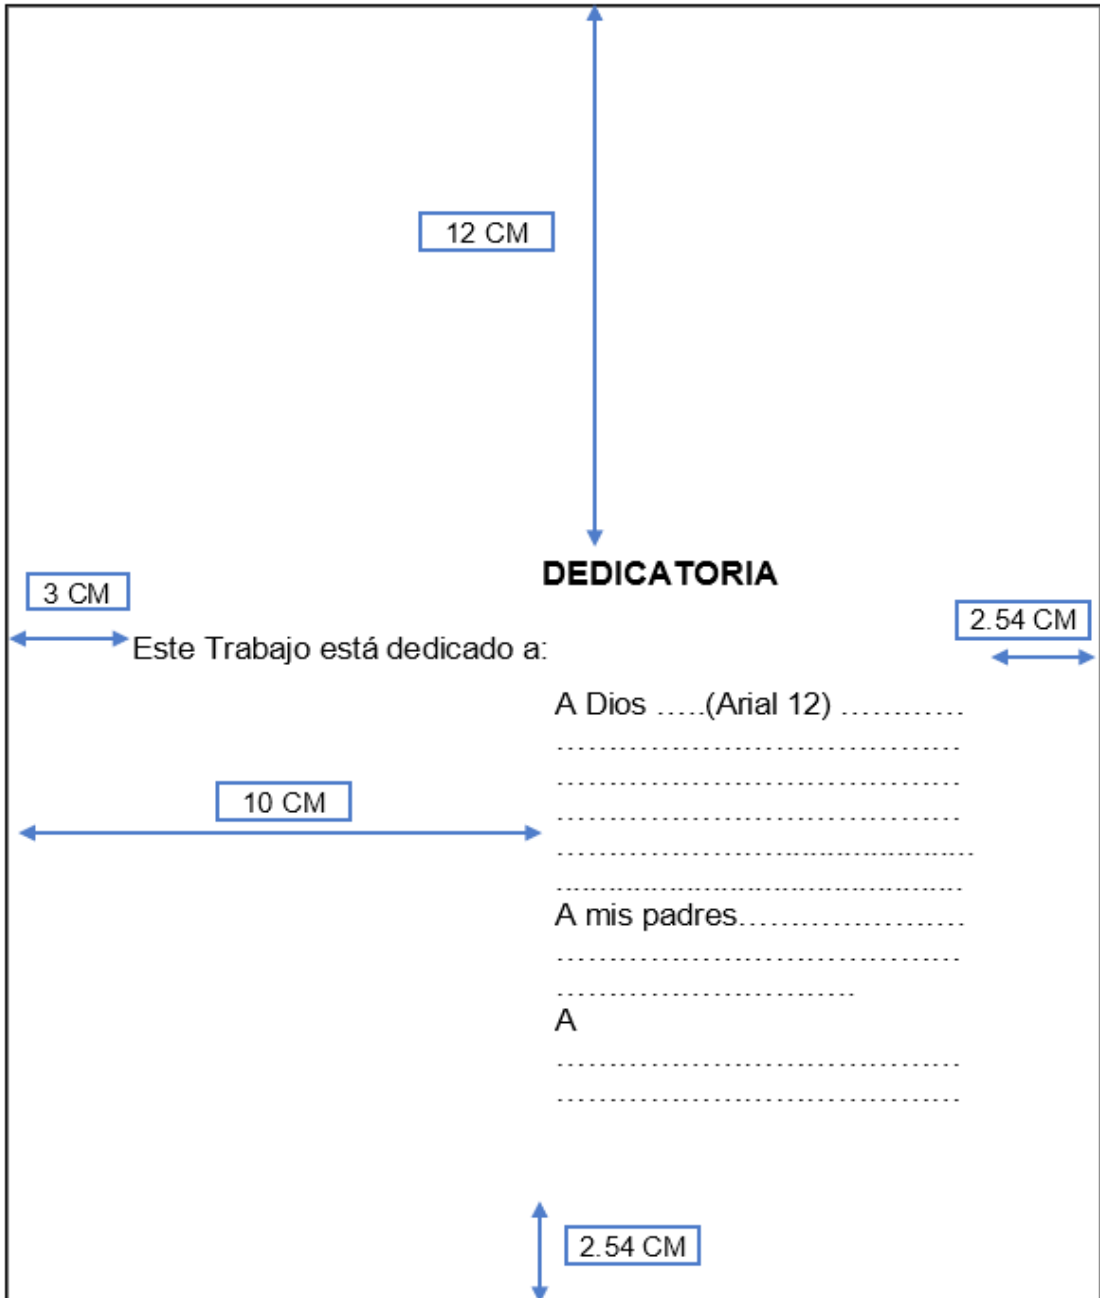 12 CM
DEDICATORIA
3 CM
2.54 CM
Este Trabajo está dedicado a:
A Dios .....(Arial 12) ............
.......................................
.......................................
.......................................
.......................................
.......................................
10 CM
A mis padres......................
.......................................
.............................
A
.......................................
.......................................
2.54 CM